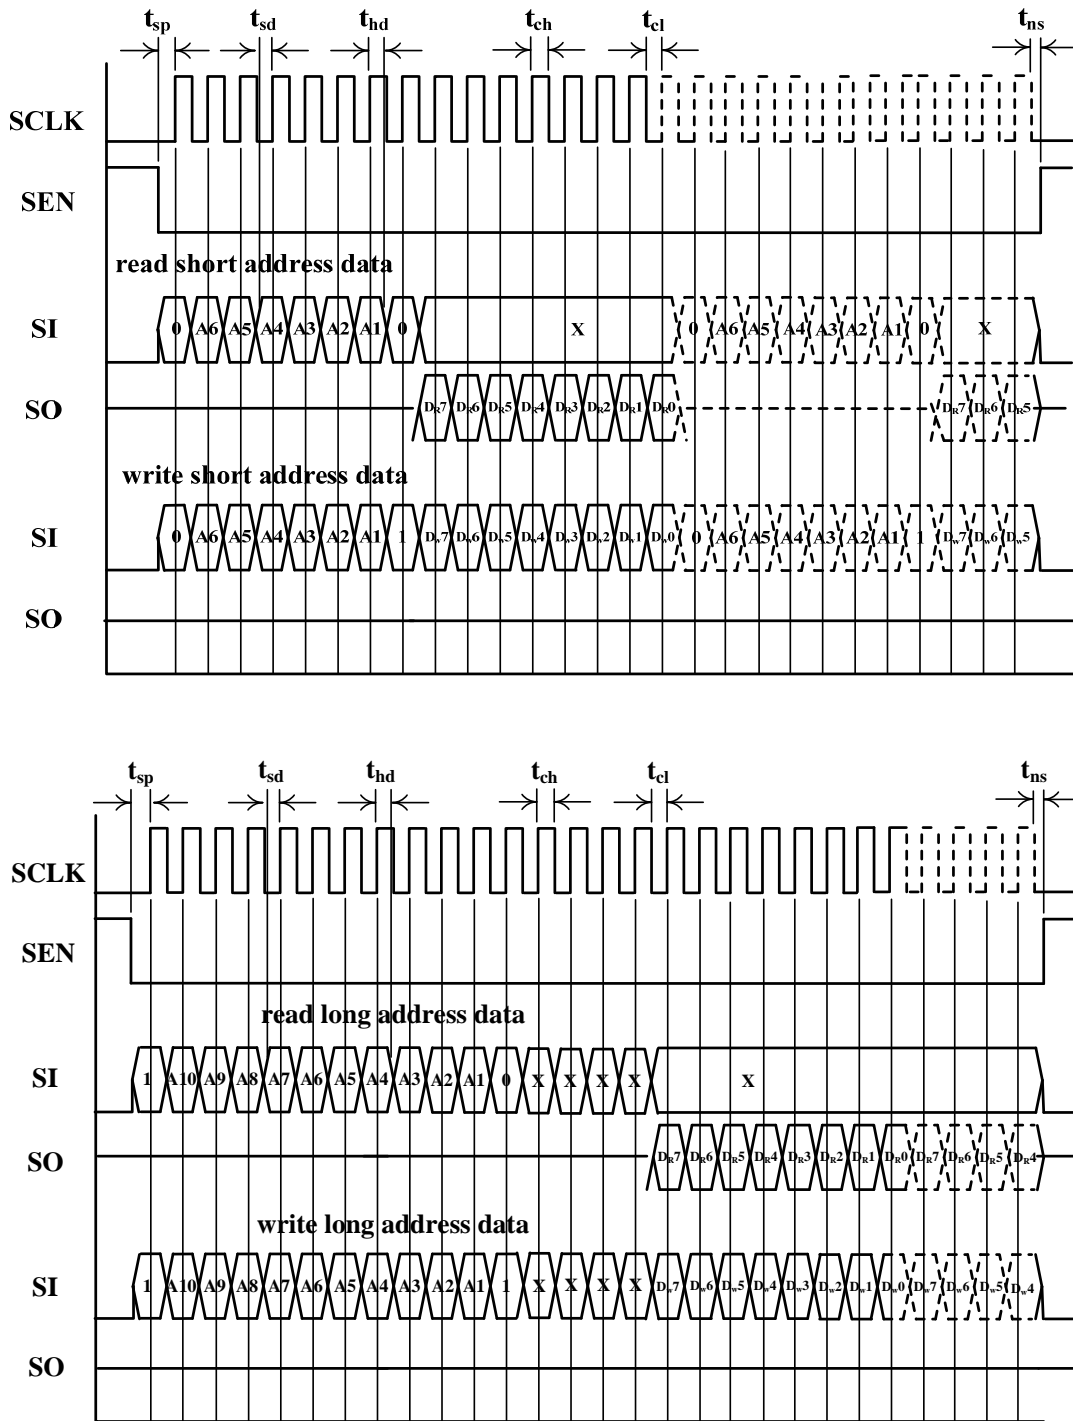 tsp tsd thd tch tcl tns
SCLK
SEN
read short address data
SI 0 A6 A5 A4 A3 A2 A1 0 X 0 A6 A5 A4 A3 A2 A1 0 X
SO DR7 DR6 DR5 DR4 DR3 DR2 DR1 DR0 DR7 DR6 DR5
write short address data
SI 0 A6 A5 A4 A3 A2 A1 1 Dw7 Dw6 Dw5 Dw4 Dw3 Dw2 Dw1 Dw0 0 A6 A5 A4 A3 A2 A1 1 Dw7 Dw6 Dw5
SO
tsp tsd thd tch tcl tns
SCLK
SEN
read long address data
SI 1 A10 A9 A8 A7 A6 A5 A4 A3 A2 A1 0 X X X X X
SO DR7 DR6 DR5 DR4 DR3 DR2 DR1 DR0 DR7 DR6 DR5 DR4
write long address data
SI 1 A10 A9 A8 A7 A6 A5 A4 A3 A2 A1 1 X X X X Dw7 Dw6 Dw5 Dw4 Dw3 Dw2 Dw1 Dw0 Dw7 Dw6 Dw5 Dw4
SO